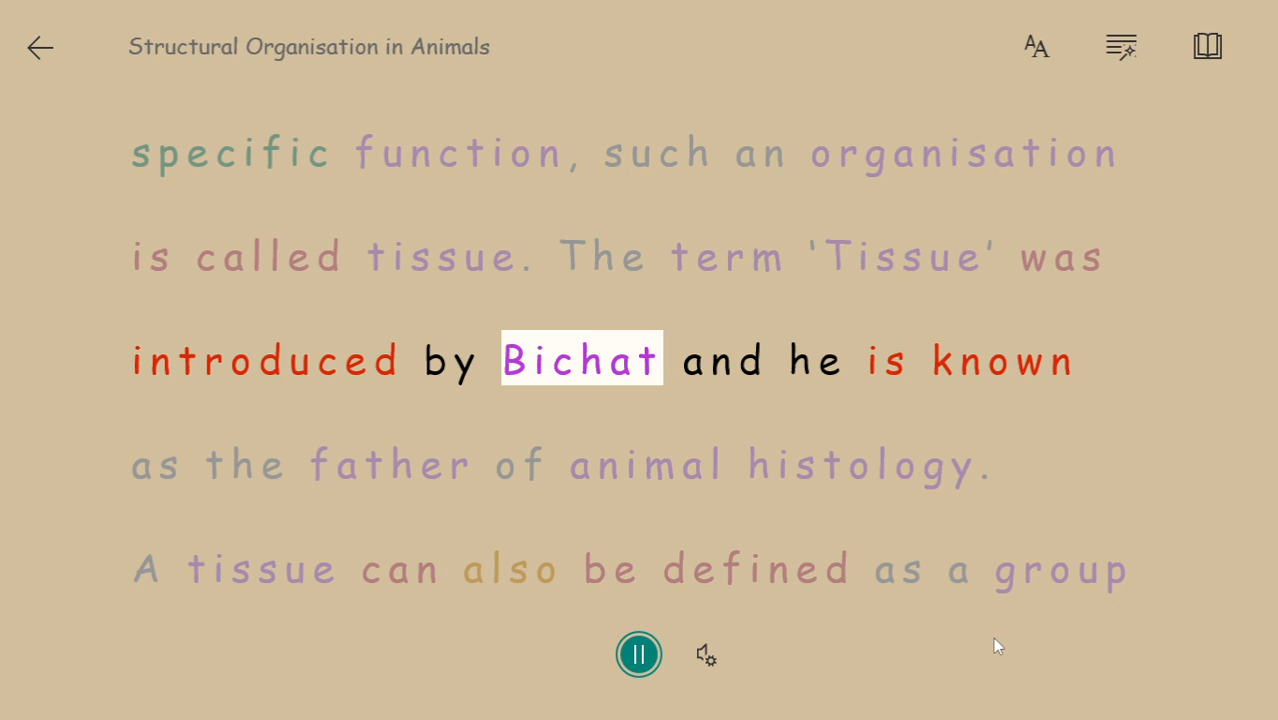 Structural Organisation in Animals
specific function, such an organisation
is called tissue. The term ‘Tissue’ was
introduced by Bichat and he is known
as the father of animal histology.
A tissue can also be defined as a group